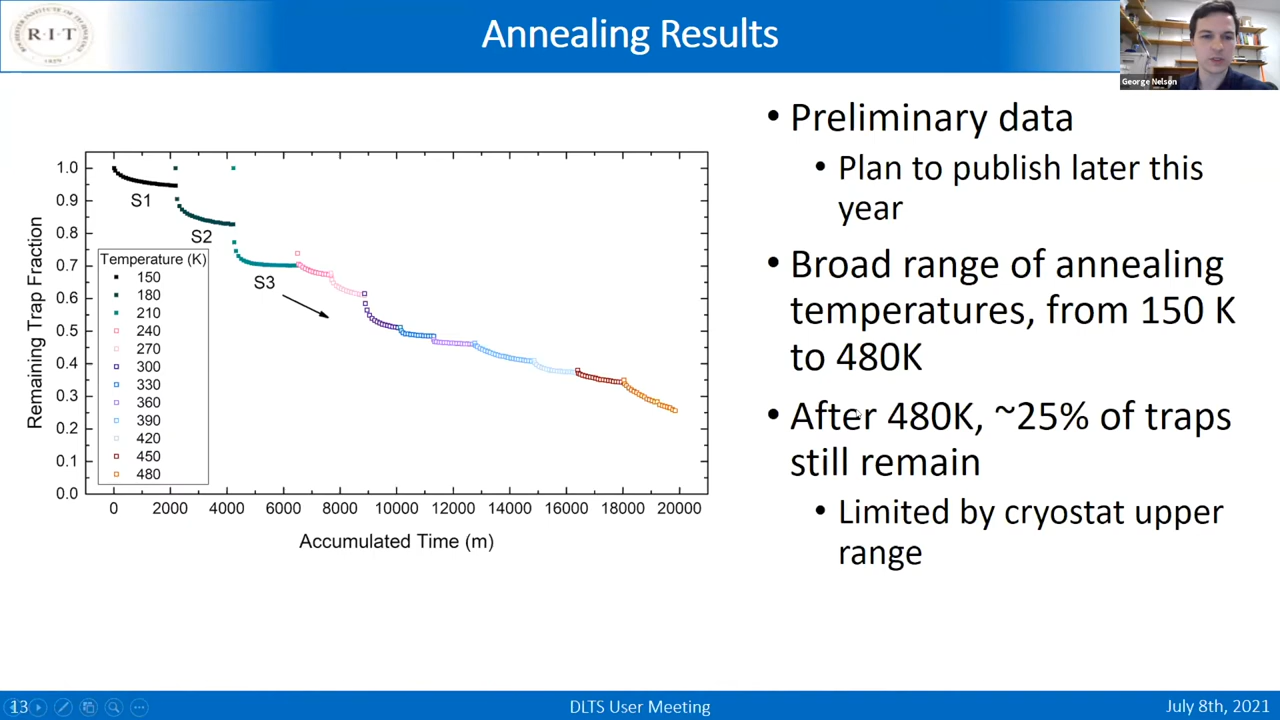 R·I·T
Annealing Results
George Nelson
• Preliminary data
• Plan to publish later this
year
• Broad range of annealing
temperatures, from 150 K
to 480K
• After 480K, ~25% of traps
still remain
• Limited by cryostat upper
range
Remaining Trap Fraction
1.0
0.9
0.8
0.7
0.6
0.5
0.4
0.3
0.2
0.1
0.0
S1
S2
S3
Temperature (K)
150
180
210
240
270
300
330
360
390
420
450
480
0 2000 4000 6000 8000 10000 12000 14000 16000 18000 20000
Accumulated Time (m)
13
DLTS User Meeting
July 8th, 2021